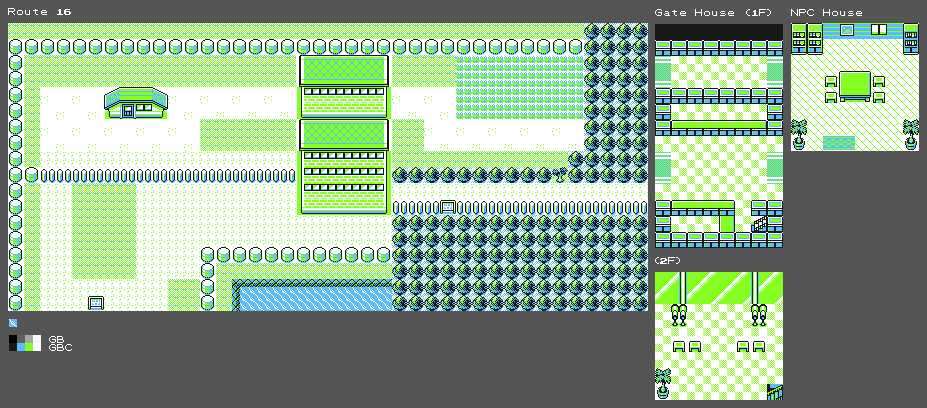 Route 16
Gate House (1F)
NPC House
(2F)
GB
GBC